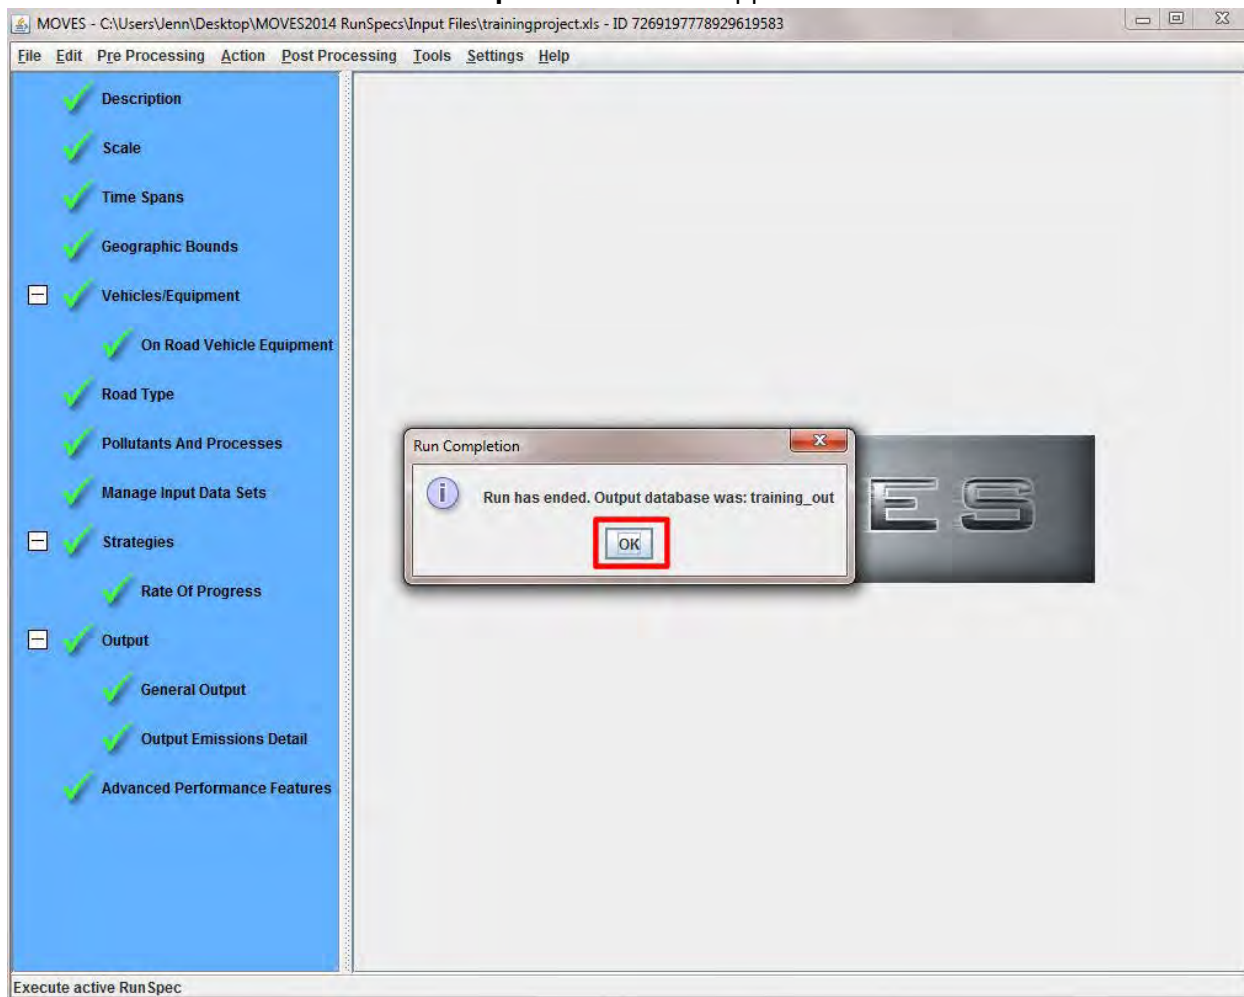 MOVES - C:\Users\Jenn\Desktop\MOVES2014 RunSpecs\Input Files\trainingproject.xls - ID 7269197778929619583
File Edit Pre Processing Action Post Processing Tools Settings Help
Description
Scale
Time Spans
Geographic Bounds
Vehicles/Equipment
On Road Vehicle Equipment
Road Type
Pollutants And Processes
Manage Input Data Sets
Strategies
Rate Of Progress
Output
General Output
Output Emissions Detail
Advanced Performance Features
Run Completion
Run has ended. Output database was: training_out
OK
ES
Execute active RunSpec